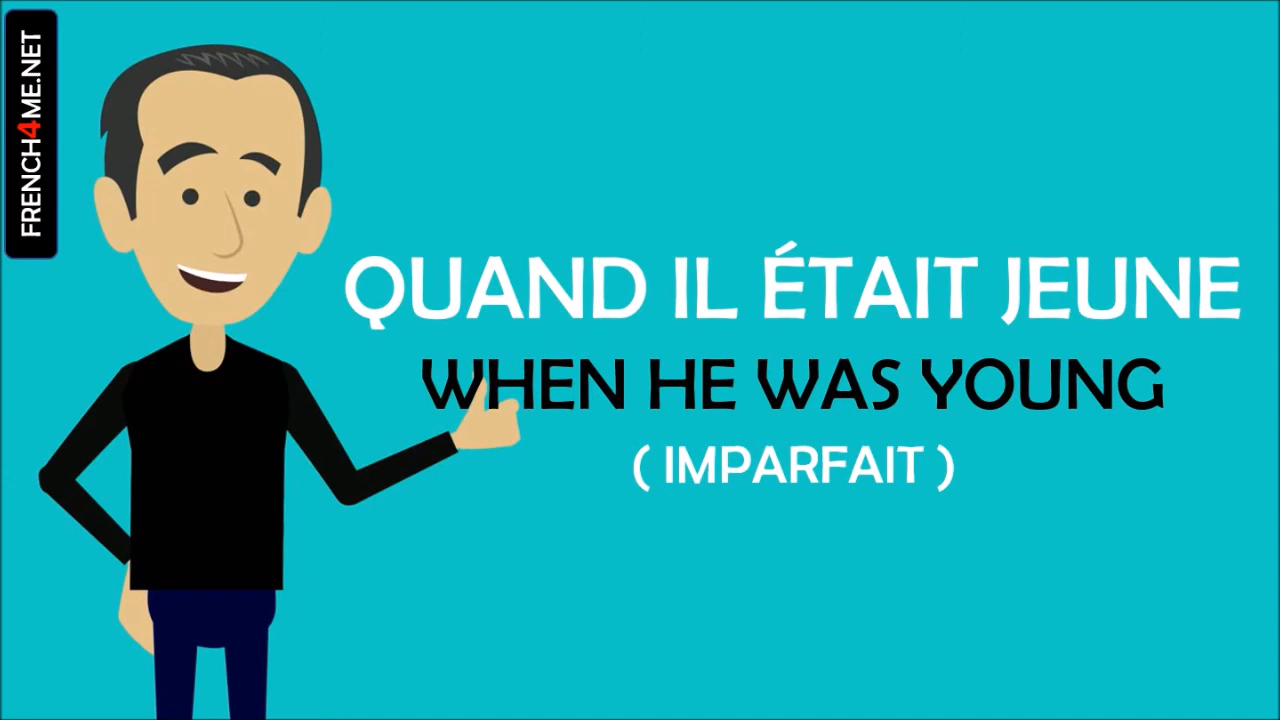 FRENCH4ME.NET
QUAND IL ÉTAIT JEUNE
WHEN HE WAS YOUNG
( IMPARFAIT )